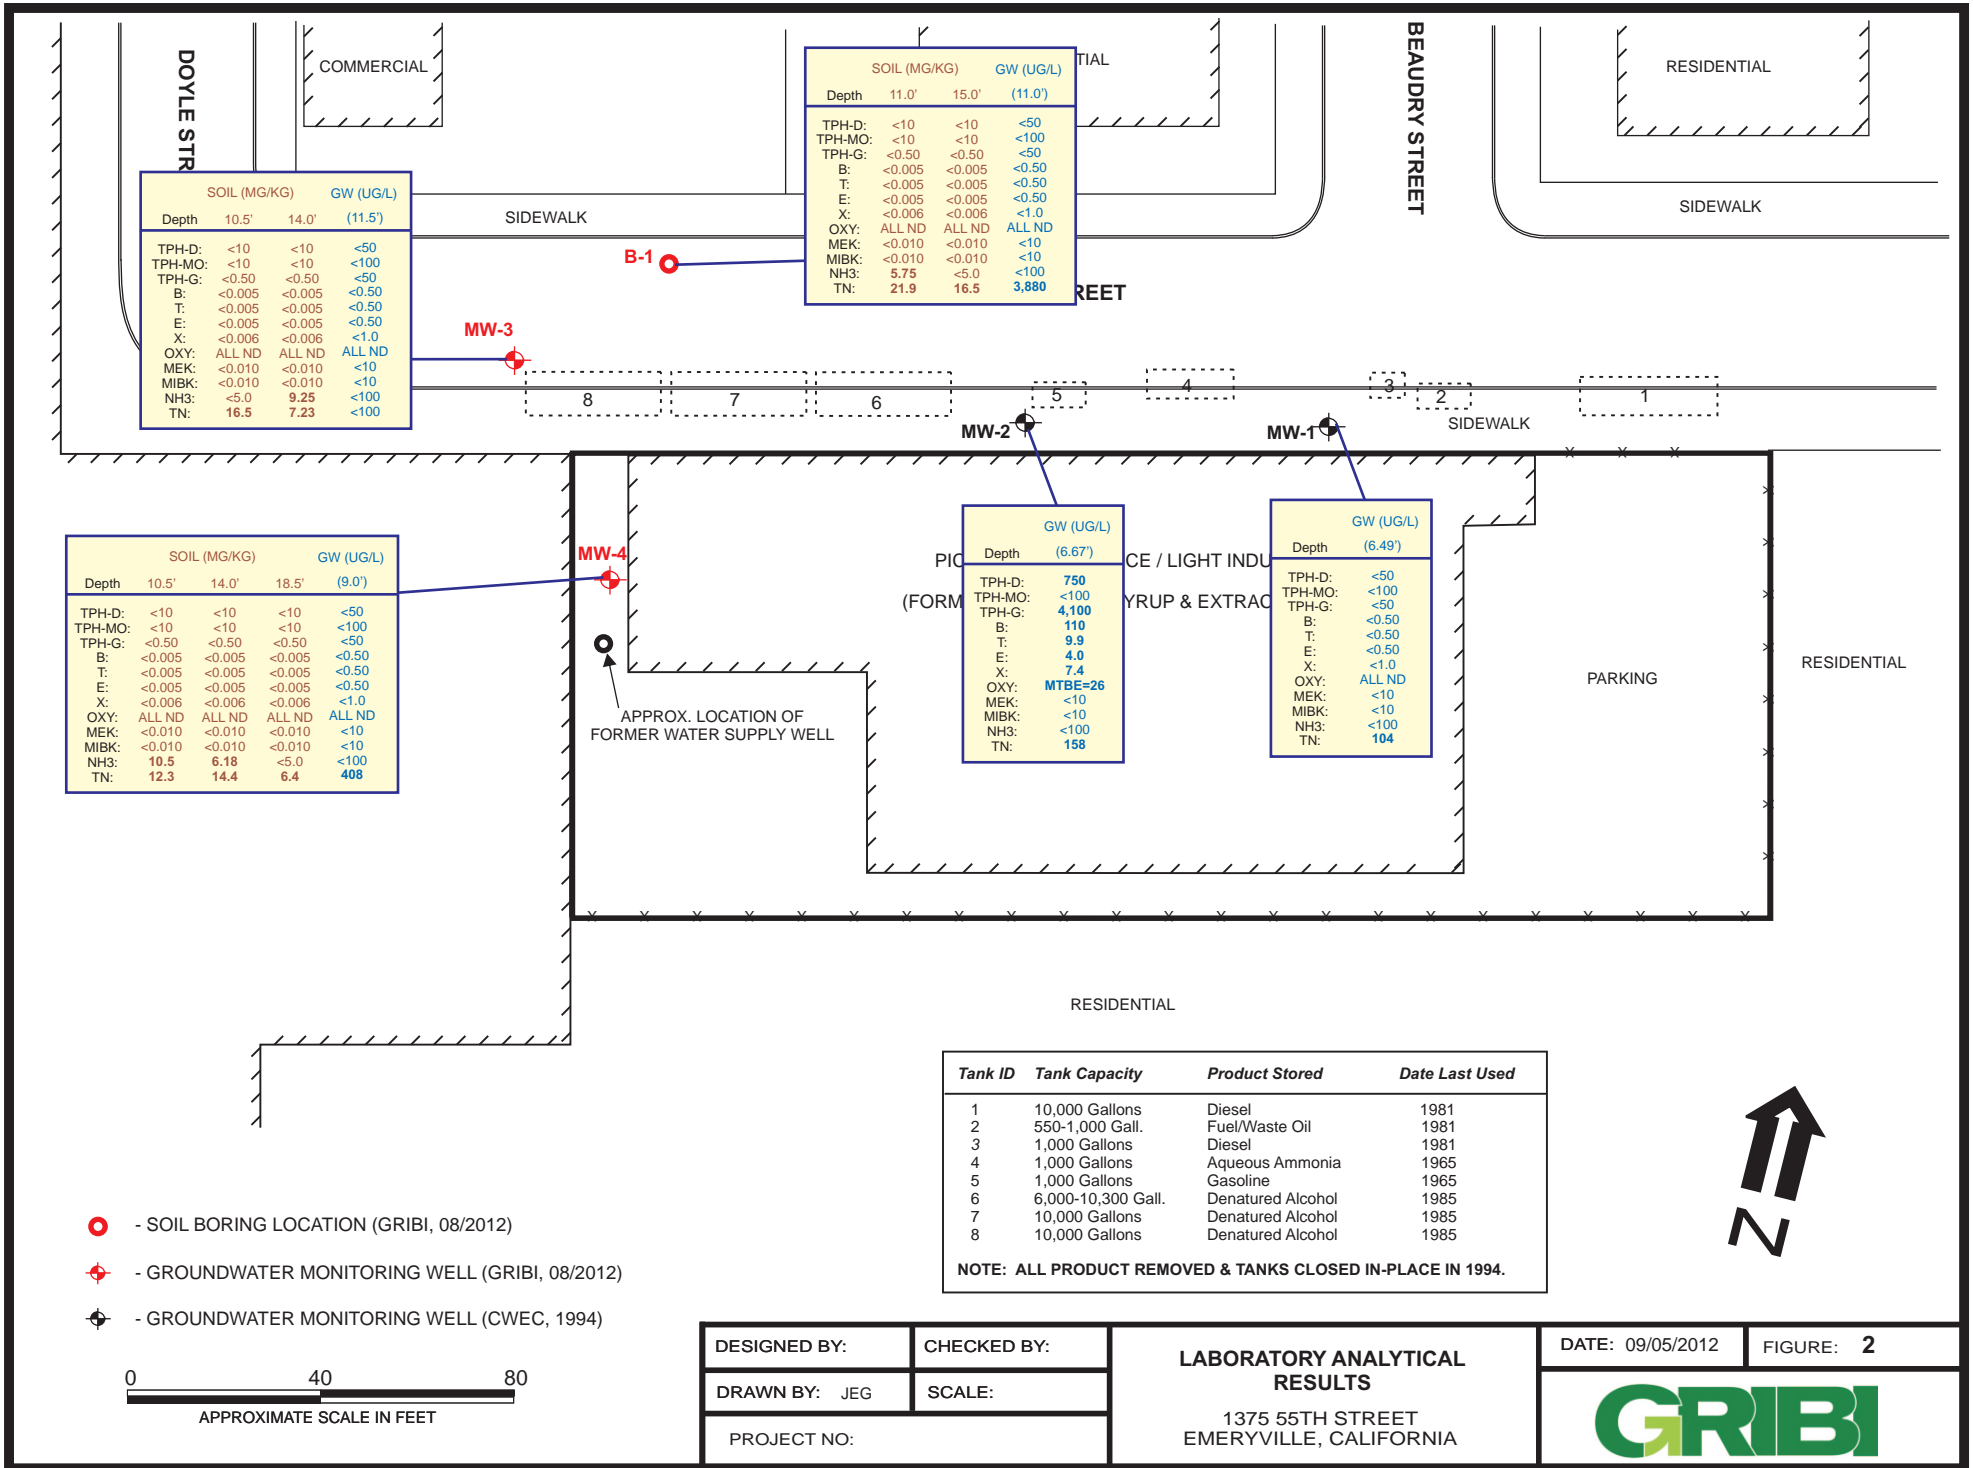 DOYLE STR
COMMERCIAL
TIAL
BEAUDRY STREET
RESIDENTIAL
SOIL (MG/KG) GW (UG/L)
Depth 11.0' 15.0' (11.0')
TPH-D: <10 <10 <50
TPH-MO: <10 <10 <100
TPH-G: <0.50 <0.50 <50
B: <0.005 <0.005 <0.50
T: <0.005 <0.005 <0.50
E: <0.005 <0.005 <0.50
X: <0.006 <0.006 <1.0
OXY: ALL ND ALL ND ALL ND
MEK: <0.010 <0.010 <10
MIBK: <0.010 <0.010 <10
NH3: 5.75 <5.0 <100
TN: 21.9 16.5 3,880
SOIL (MG/KG) GW (UG/L)
Depth 10.5' 14.0' (11.5')
TPH-D: <10 <10 <50
TPH-MO: <10 <10 <100
TPH-G: <0.50 <0.50 <50
B: <0.005 <0.005 <0.50
T: <0.005 <0.005 <0.50
E: <0.005 <0.005 <0.50
X: <0.006 <0.006 <1.0
OXY: ALL ND ALL ND ALL ND
MEK: <0.010 <0.010 <10
MIBK: <0.010 <0.010 <10
NH3: <5.0 9.25 <100
TN: 16.5 7.23 <100
SIDEWALK
SIDEWALK
B-1
REET
MW-3
8 7 6 5 4 3 2 1
MW-2
MW-1
SIDEWALK
SOIL (MG/KG) GW (UG/L)
Depth 10.5' 14.0' 18.5' (9.0')
TPH-D: <10 <10 <10 <50
TPH-MO: <10 <10 <10 <100
TPH-G: <0.50 <0.50 <0.50 <50
B: <0.005 <0.005 <0.005 <0.50
T: <0.005 <0.005 <0.005 <0.50
E: <0.005 <0.005 <0.005 <0.50
X: <0.006 <0.006 <0.006 <1.0
OXY: ALL ND ALL ND ALL ND ALL ND
MEK: <0.010 <0.010 <0.010 <10
MIBK: <0.010 <0.010 <0.010 <10
NH3: 10.5 6.18 <5.0 <100
TN: 12.3 14.4 6.4 408
MW-4
APPROX. LOCATION OF
FORMER WATER SUPPLY WELL
PIC CE / LIGHT INDU
(FORM YRUP & EXTRAC
GW (UG/L)
Depth (6.67')
TPH-D: 750
TPH-MO: <100
TPH-G: 4,100
B: 110
T: 9.9
E: 4.0
X: 7.4
OXY: MTBE=26
MEK: <10
MIBK: <10
NH3: <100
TN: 158
GW (UG/L)
Depth (6.49')
TPH-D: <50
TPH-MO: <100
TPH-G: <50
B: <0.50
T: <0.50
E: <0.50
X: <1.0
OXY: ALL ND
MEK: <10
MIBK: <10
NH3: <100
TN: 104
PARKING
RESIDENTIAL
RESIDENTIAL
Tank ID Tank Capacity Product Stored Date Last Used
1 10,000 Gallons Diesel 1981
2 550-1,000 Gall. Fuel/Waste Oil 1981
3 1,000 Gallons Diesel 1981
4 1,000 Gallons Aqueous Ammonia 1965
5 1,000 Gallons Gasoline 1965
6 6,000-10,300 Gall. Denatured Alcohol 1985
7 10,000 Gallons Denatured Alcohol 1985
8 10,000 Gallons Denatured Alcohol 1985
NOTE: ALL PRODUCT REMOVED & TANKS CLOSED IN-PLACE IN 1994.
N
- SOIL BORING LOCATION (GRIBI, 08/2012)
- GROUNDWATER MONITORING WELL (GRIBI, 08/2012)
- GROUNDWATER MONITORING WELL (CWEC, 1994)
0 40 80
APPROXIMATE SCALE IN FEET
DESIGNED BY: CHECKED BY:
DRAWN BY: JEG SCALE:
PROJECT NO:
LABORATORY ANALYTICAL
RESULTS
1375 55TH STREET
EMERYVILLE, CALIFORNIA
DATE: 09/05/2012 FIGURE: 2
GRIBI